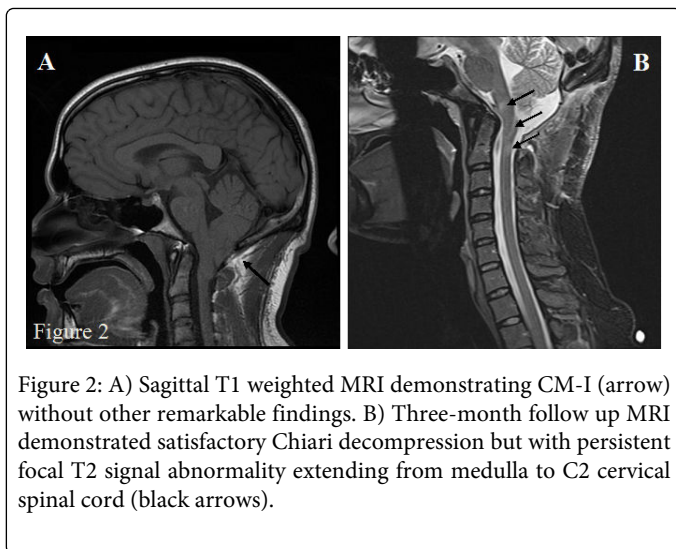 A
B
Figure 2
Figure 2: A) Sagittal T1 weighted MRI demonstrating CM-I (arrow)
without other remarkable findings. B) Three-month follow up MRI
demonstrated satisfactory Chiari decompression but with persistent
focal T2 signal abnormality extending from medulla to C2 cervical
spinal cord (black arrows).